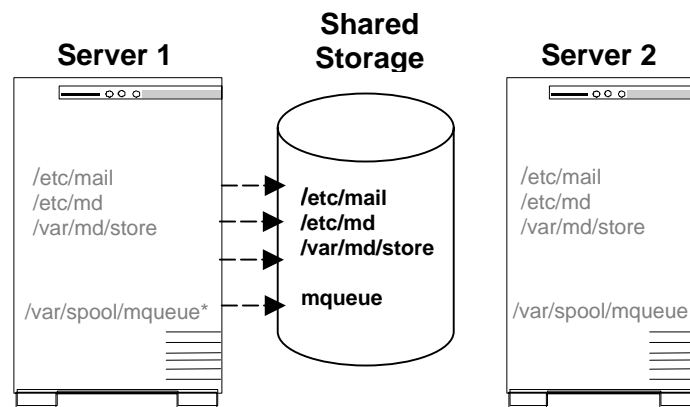 Server 1
Shared
Storage
Server 2
/etc/mail
/etc/md
/var/md/store
/var/spool/mqueue*
/etc/mail
/etc/md
/var/md/store
mqueue
/etc/mail
/etc/md
/var/md/store
/var/spool/mqueue